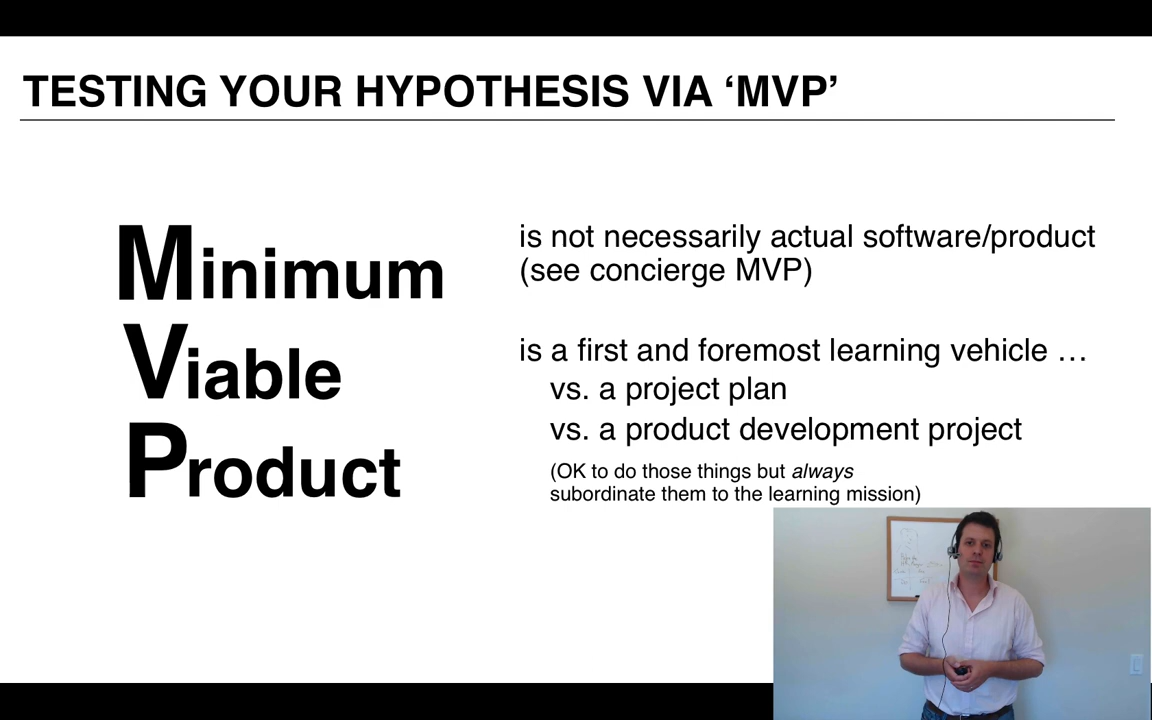 TESTING YOUR HYPOTHESIS VIA ‘MVP’
Minimum
Viable
Product
is not necessarily actual software/product
(see concierge MVP)
is a first and foremost learning vehicle …
vs. a project plan
vs. a product development project
(OK to do those things but always
subordinate them to the learning mission)